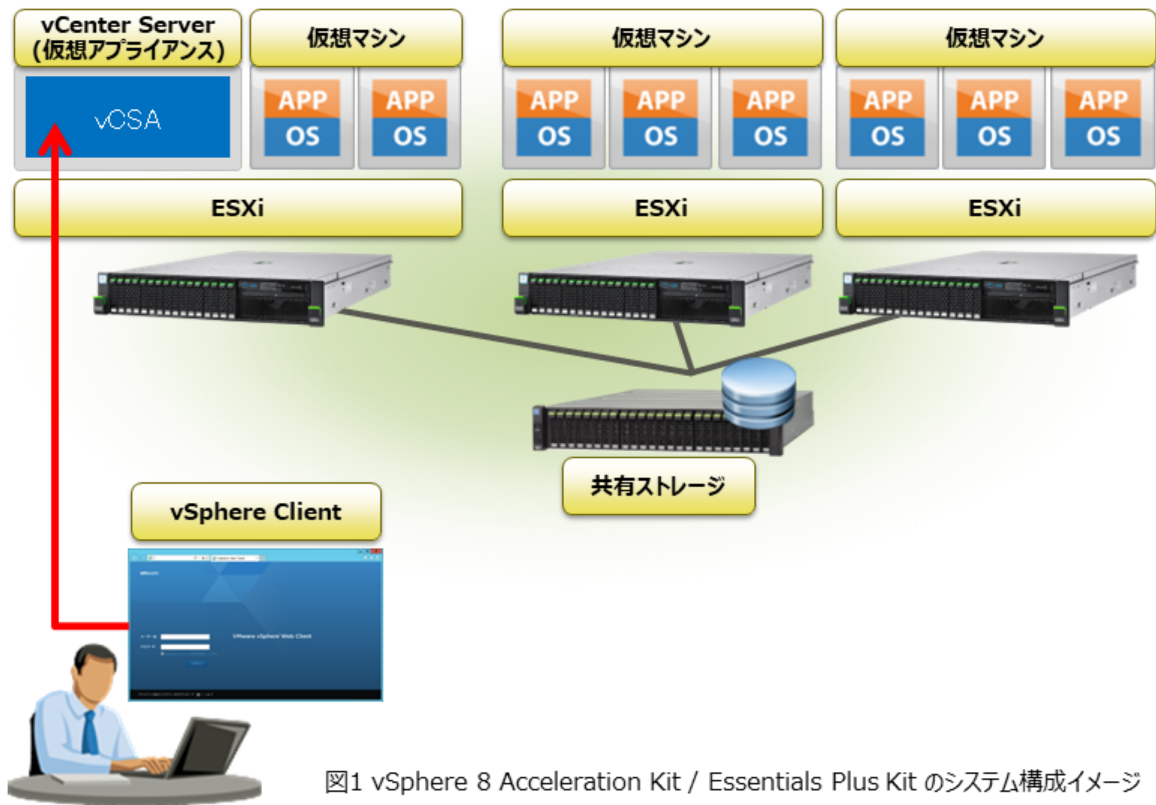 vCenter Server
(仮想アプライアンス)
仮想マシン
仮想マシン
仮想マシン
vCSA
APP
OS
APP
OS
APP
OS
APP
OS
APP
OS
APP
OS
APP
OS
APP
OS
ESXi
ESXi
ESXi
共有ストレージ
vSphere Client
VMware vSphere Web Client
図1 vSphere 8 Acceleration Kit / Essentials Plus Kit のシステム構成イメージ